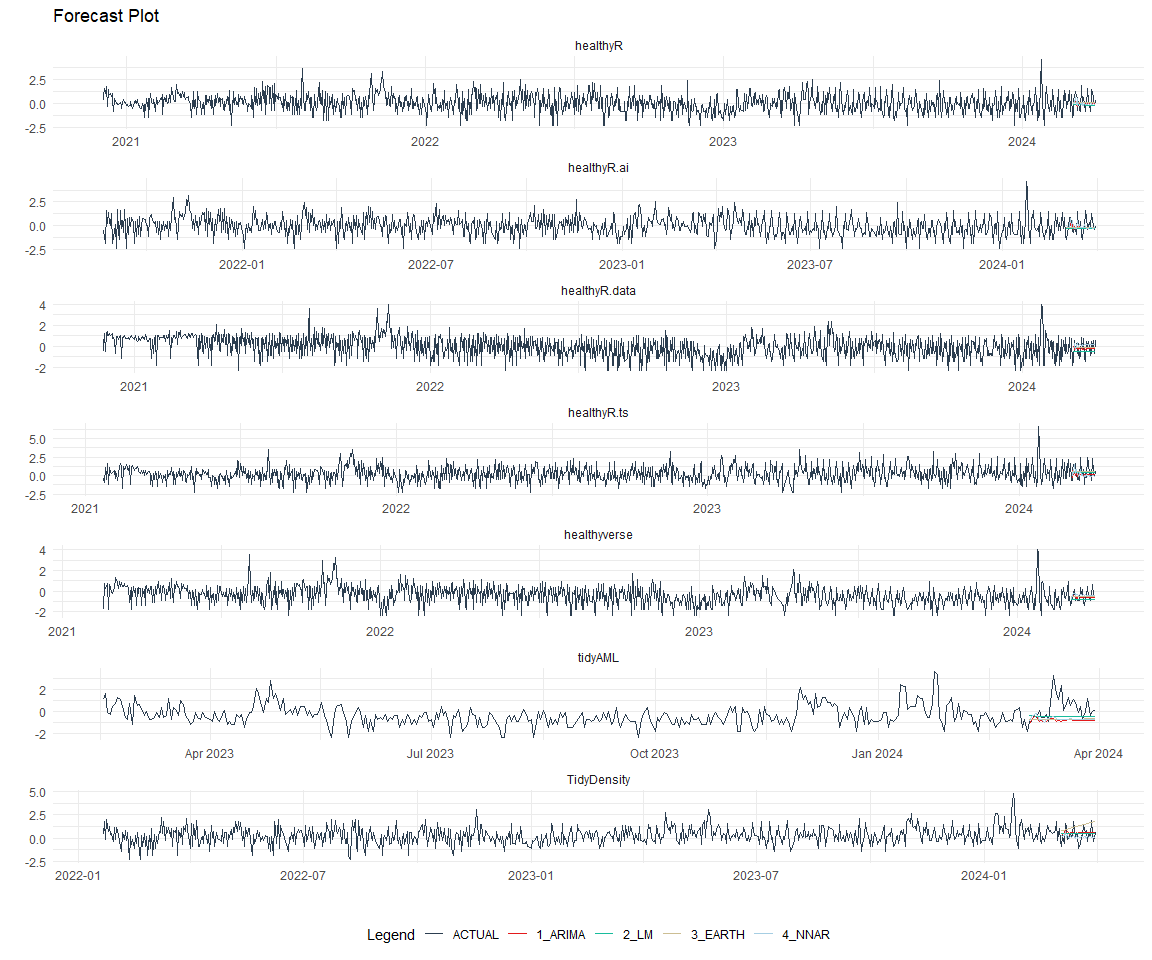 Forecast Plot
healthyR
2.5
0.0
-2.5
2021 2022 2023 2024
healthyR.ai
2.5
0.0
-2.5
2022-01 2022-07 2023-01 2023-07 2024-01
healthyR.data
4
2
0
-2
2021 2022 2023 2024
healthyR.ts
5.0
2.5
0.0
-2.5
2021 2022 2023 2024
healthyverse
4
2
0
-2
2021 2022 2023 2024
tidyAML
2
0
-2
Apr 2023 Jul 2023 Oct 2023 Jan 2024 Apr 2024
TidyDensity
5.0
2.5
0.0
-2.5
2022-01 2022-07 2023-01 2023-07 2024-01
Legend ACTUAL 1_ARIMA 2_LM 3_EARTH 4_NNAR